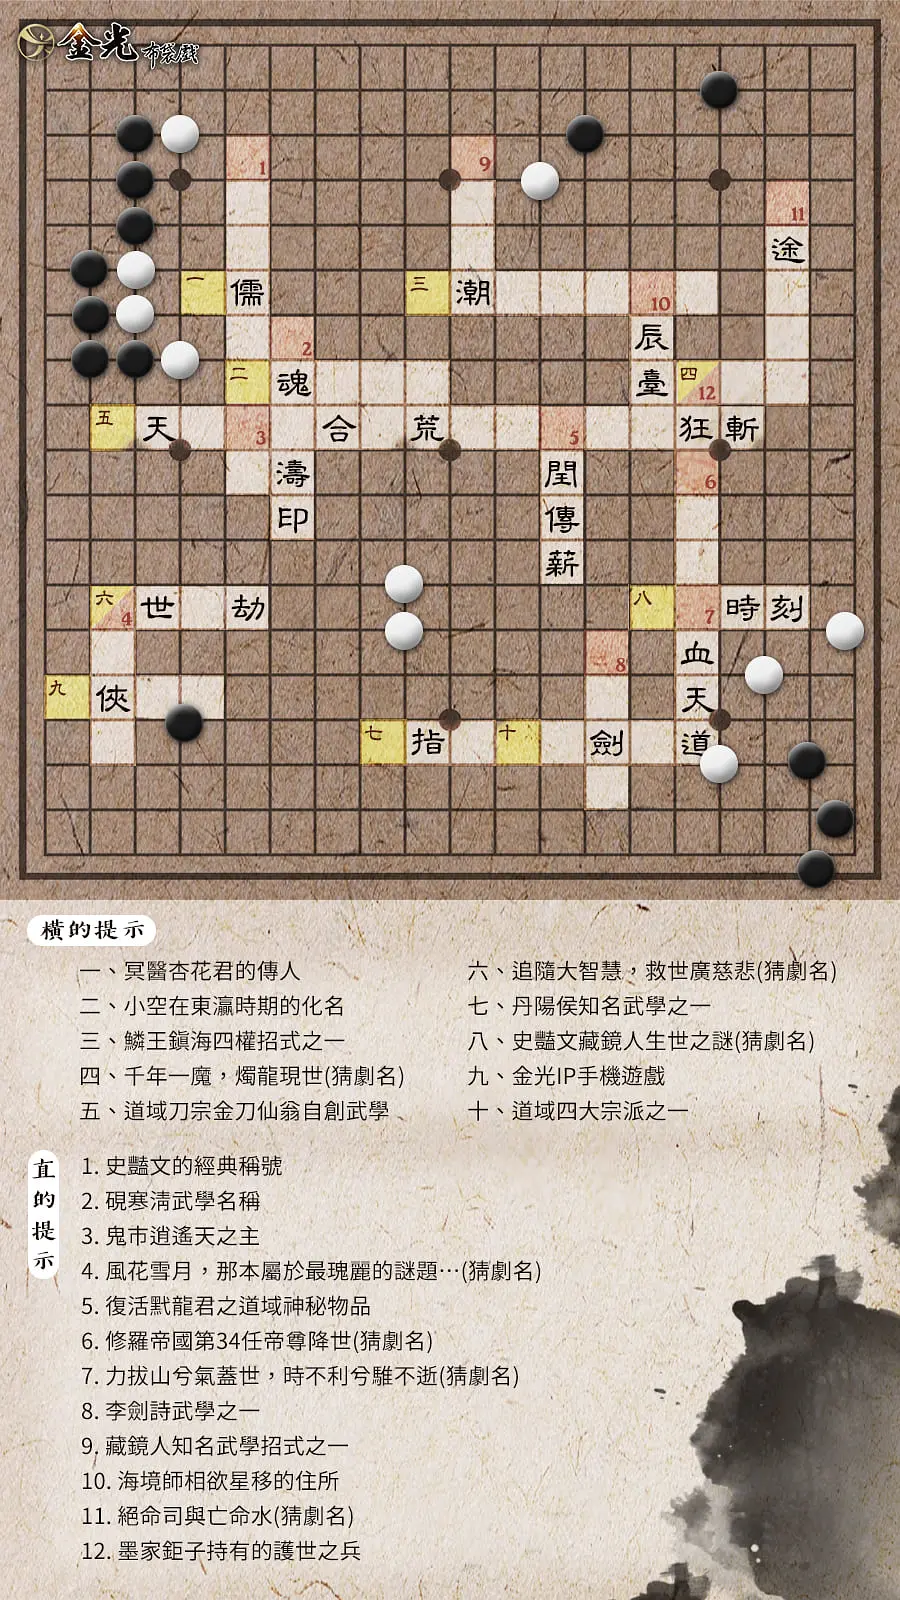 金光布袋戲
1 9
11
途
一 儒 三 潮 10
2 辰
二 魂 臺 四 12
五 天 3 合 荒 5 狂 斬
濤 閏 6
印 傳
薪
六 4 世 劫 八 7 時 刻
8 血
九 俠 天
七 指 十 劍 道
橫的提示
一、冥醫杏花君的傳人
二、小空在東瀛時期的化名
三、鱗王鎮海四權招式之一
四、千年一魔，燭龍現世(猜劇名)
五、道域刀宗金刀仙翁自創武學
六、追隨大智慧，救世廣慈悲(猜劇名)
七、丹陽侯知名武學之一
八、史豔文藏鏡人生世之謎(猜劇名)
九、金光IP手機遊戲
十、道域四大宗派之一
直的提示
1. 史豔文的經典稱號
2. 硯寒清武學名稱
3. 鬼市逍遙天之主
4. 風花雪月，那本屬於最瑰麗的謎題…(猜劇名)
5. 復活默龍君之道域神秘物品
6. 修羅帝國第34任帝尊降世(猜劇名)
7. 力拔山兮氣蓋世，時不利兮騅不逝(猜劇名)
8. 李劍詩武學之一
9. 藏鏡人知名武學招式之一
10. 海境師相欲星移的住所
11. 絕命司與亡命水(猜劇名)
12. 墨家鉅子持有的護世之兵